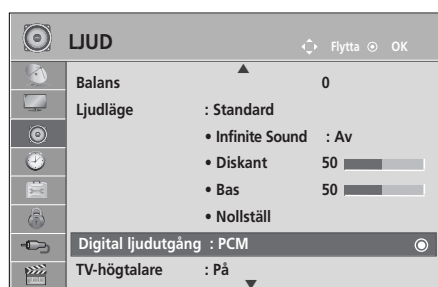 LJUD Flytta OK
Balans 0
Ljudläge : Standard
• Infinite Sound : Av
• Diskant 50
• Bas 50
• Nollställ
Digital ljudutgång : PCM
TV-högtalare : På